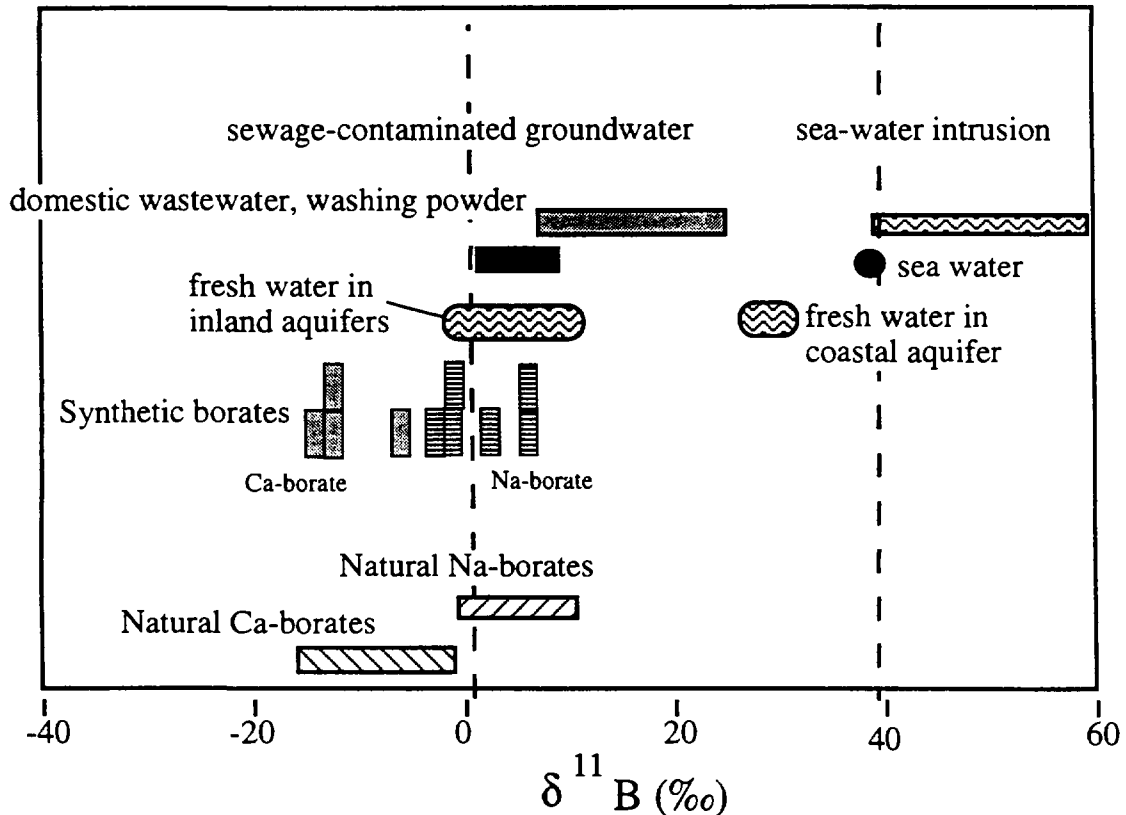 sewage-contaminated groundwater
sea-water intrusion
domestic wastewater, washing powder
sea water
fresh water in
inland aquifers
fresh water in
coastal aquifer
Synthetic borates
Ca-borate
Na-borate
Natural Na-borates
Natural Ca-borates
-40 -20 0 20 40 60
δ ¹¹ B (‰)